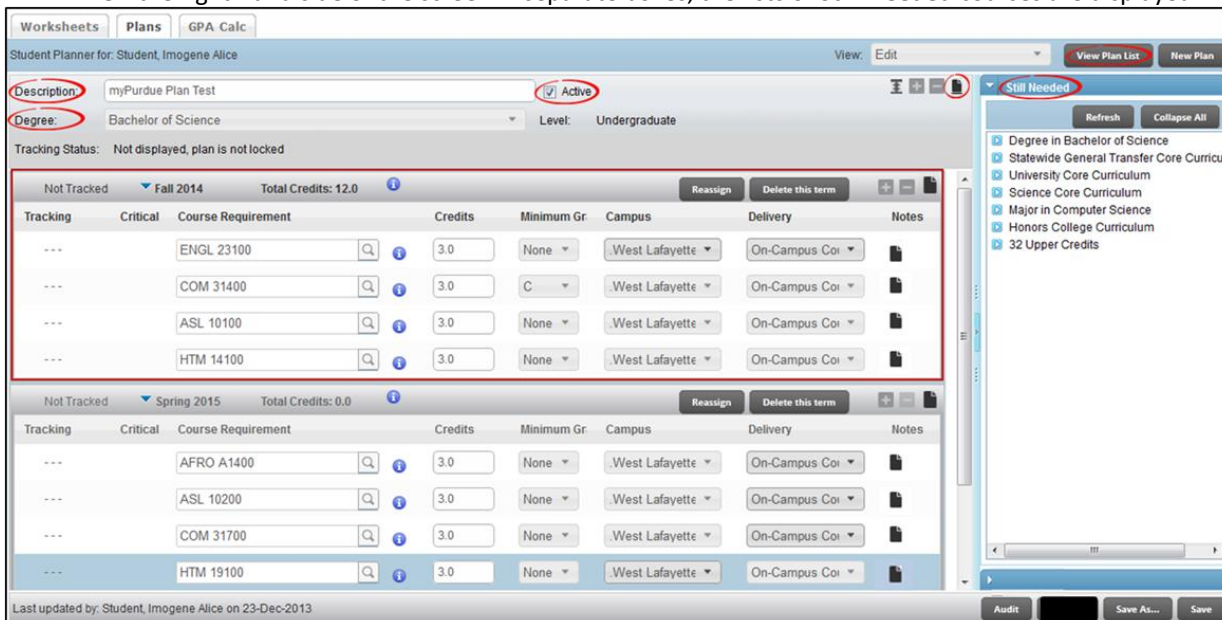 Worksheets Plans GPA Calc
Student Planner for: Student, Imogene Alice View: Edit View Plan List New Plan
Description: myPurdue Plan Test Active
Degree: Bachelor of Science Level: Undergraduate
Tracking Status: Not displayed, plan is not locked
Still Needed
Refresh Collapse All
Degree in Bachelor of Science
Statewide General Transfer Core Curricu
University Core Curriculum
Science Core Curriculum
Major in Computer Science
Honors College Curriculum
32 Upper Credits
Not Tracked Fall 2014 Total Credits: 12.0 Reassign Delete this term
Tracking Critical Course Requirement Credits Minimum Gr Campus Delivery Notes
--- ENGL 23100 3.0 None .West Lafayette On-Campus Cou
--- COM 31400 3.0 C .West Lafayette On-Campus Cou
--- ASL 10100 3.0 None .West Lafayette On-Campus Cou
--- HTM 14100 3.0 None .West Lafayette On-Campus Cou
Not Tracked Spring 2015 Total Credits: 0.0 Reassign Delete this term
Tracking Critical Course Requirement Credits Minimum Gr Campus Delivery Notes
--- AFRO A1400 3.0 None .West Lafayette On-Campus Cou
--- ASL 10200 3.0 None .West Lafayette On-Campus Cou
--- COM 31700 3.0 None .West Lafayette On-Campus Cou
--- HTM 19100 3.0 None .West Lafayette On-Campus Cou
Last updated by: Student, Imogene Alice on 23-Dec-2013 Audit Save As... Save